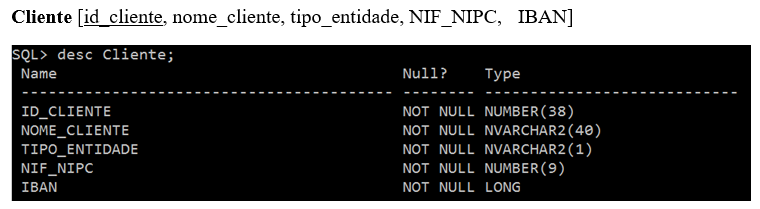 Cliente [id_cliente, nome_cliente, tipo_entidade, NIF_NIPC, IBAN]
SQL> desc Cliente;
Name Null? Type
----------------------------------------- -------- ----------------------------
ID_CLIENTE NOT NULL NUMBER(38)
NOME_CLIENTE NOT NULL NVARCHAR2(40)
TIPO_ENTIDADE NOT NULL NVARCHAR2(1)
NIF_NIPC NOT NULL NUMBER(9)
IBAN NOT NULL LONG